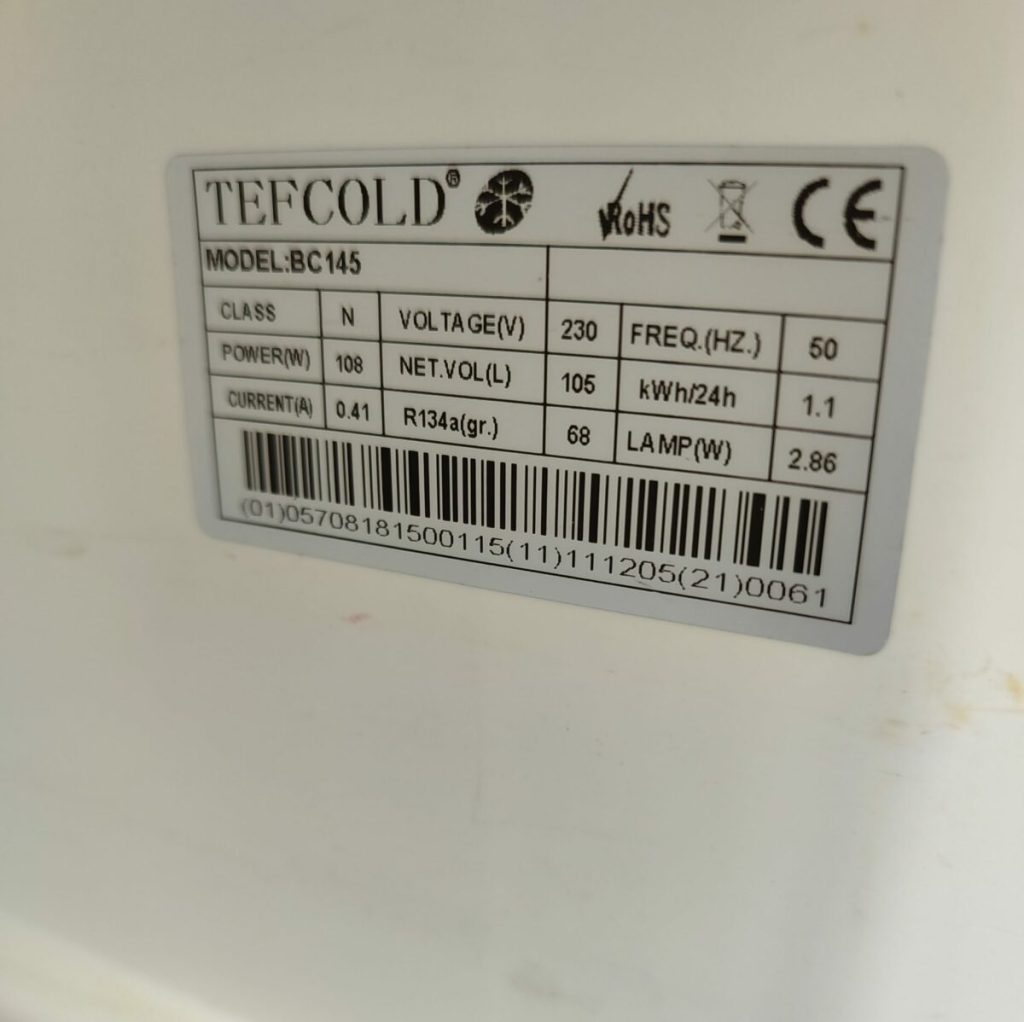 TEFCOLD® RoHS CE
MODEL:BC145
CLASS N VOLTAGE(V) 230 FREQ.(HZ.) 50
POWER(W) 108 NET.VOL(L) 105 kWh/24h 1.1
CURRENT(A) 0.41 R134a(gr.) 68 LAMP(W) 2.86
(01)05708181500115(11)111205(21)0061